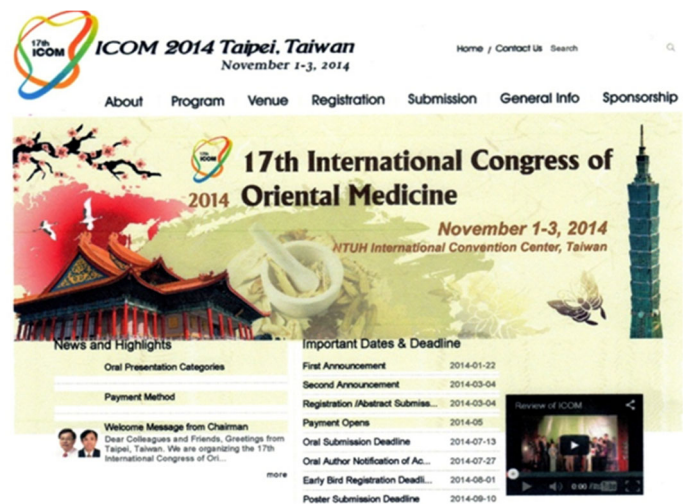 17th
ICOM
ICOM 2014 Taipei, Taiwan
November 1-3, 2014
Home / Contact Us Search
About Program Venue Registration Submission General Info Sponsorship
17th
ICOM
17th International Congress of
2014 Oriental Medicine
November 1-3, 2014
NTUH International Convention Center, Taiwan
News and Highlights
Oral Presentation Categories
Payment Method
Welcome Message from Chairman
Dear Colleagues and Friends, Greetings from
Taipei, Taiwan. We are organizing the 17th
International Congress of Ori...
more
Important Dates & Deadline
First Announcement 2014-01-22
Second Announcement 2014-03-04
Registration /Abstract Submiss... 2014-03-04
Payment Opens 2014-05
Oral Submission Deadline 2014-07-13
Oral Author Notification of Ac... 2014-07-27
Early Bird Registration Deadli... 2014-08-01
Poster Submission Deadline 2014-09-10
Review of ICOM
0:00